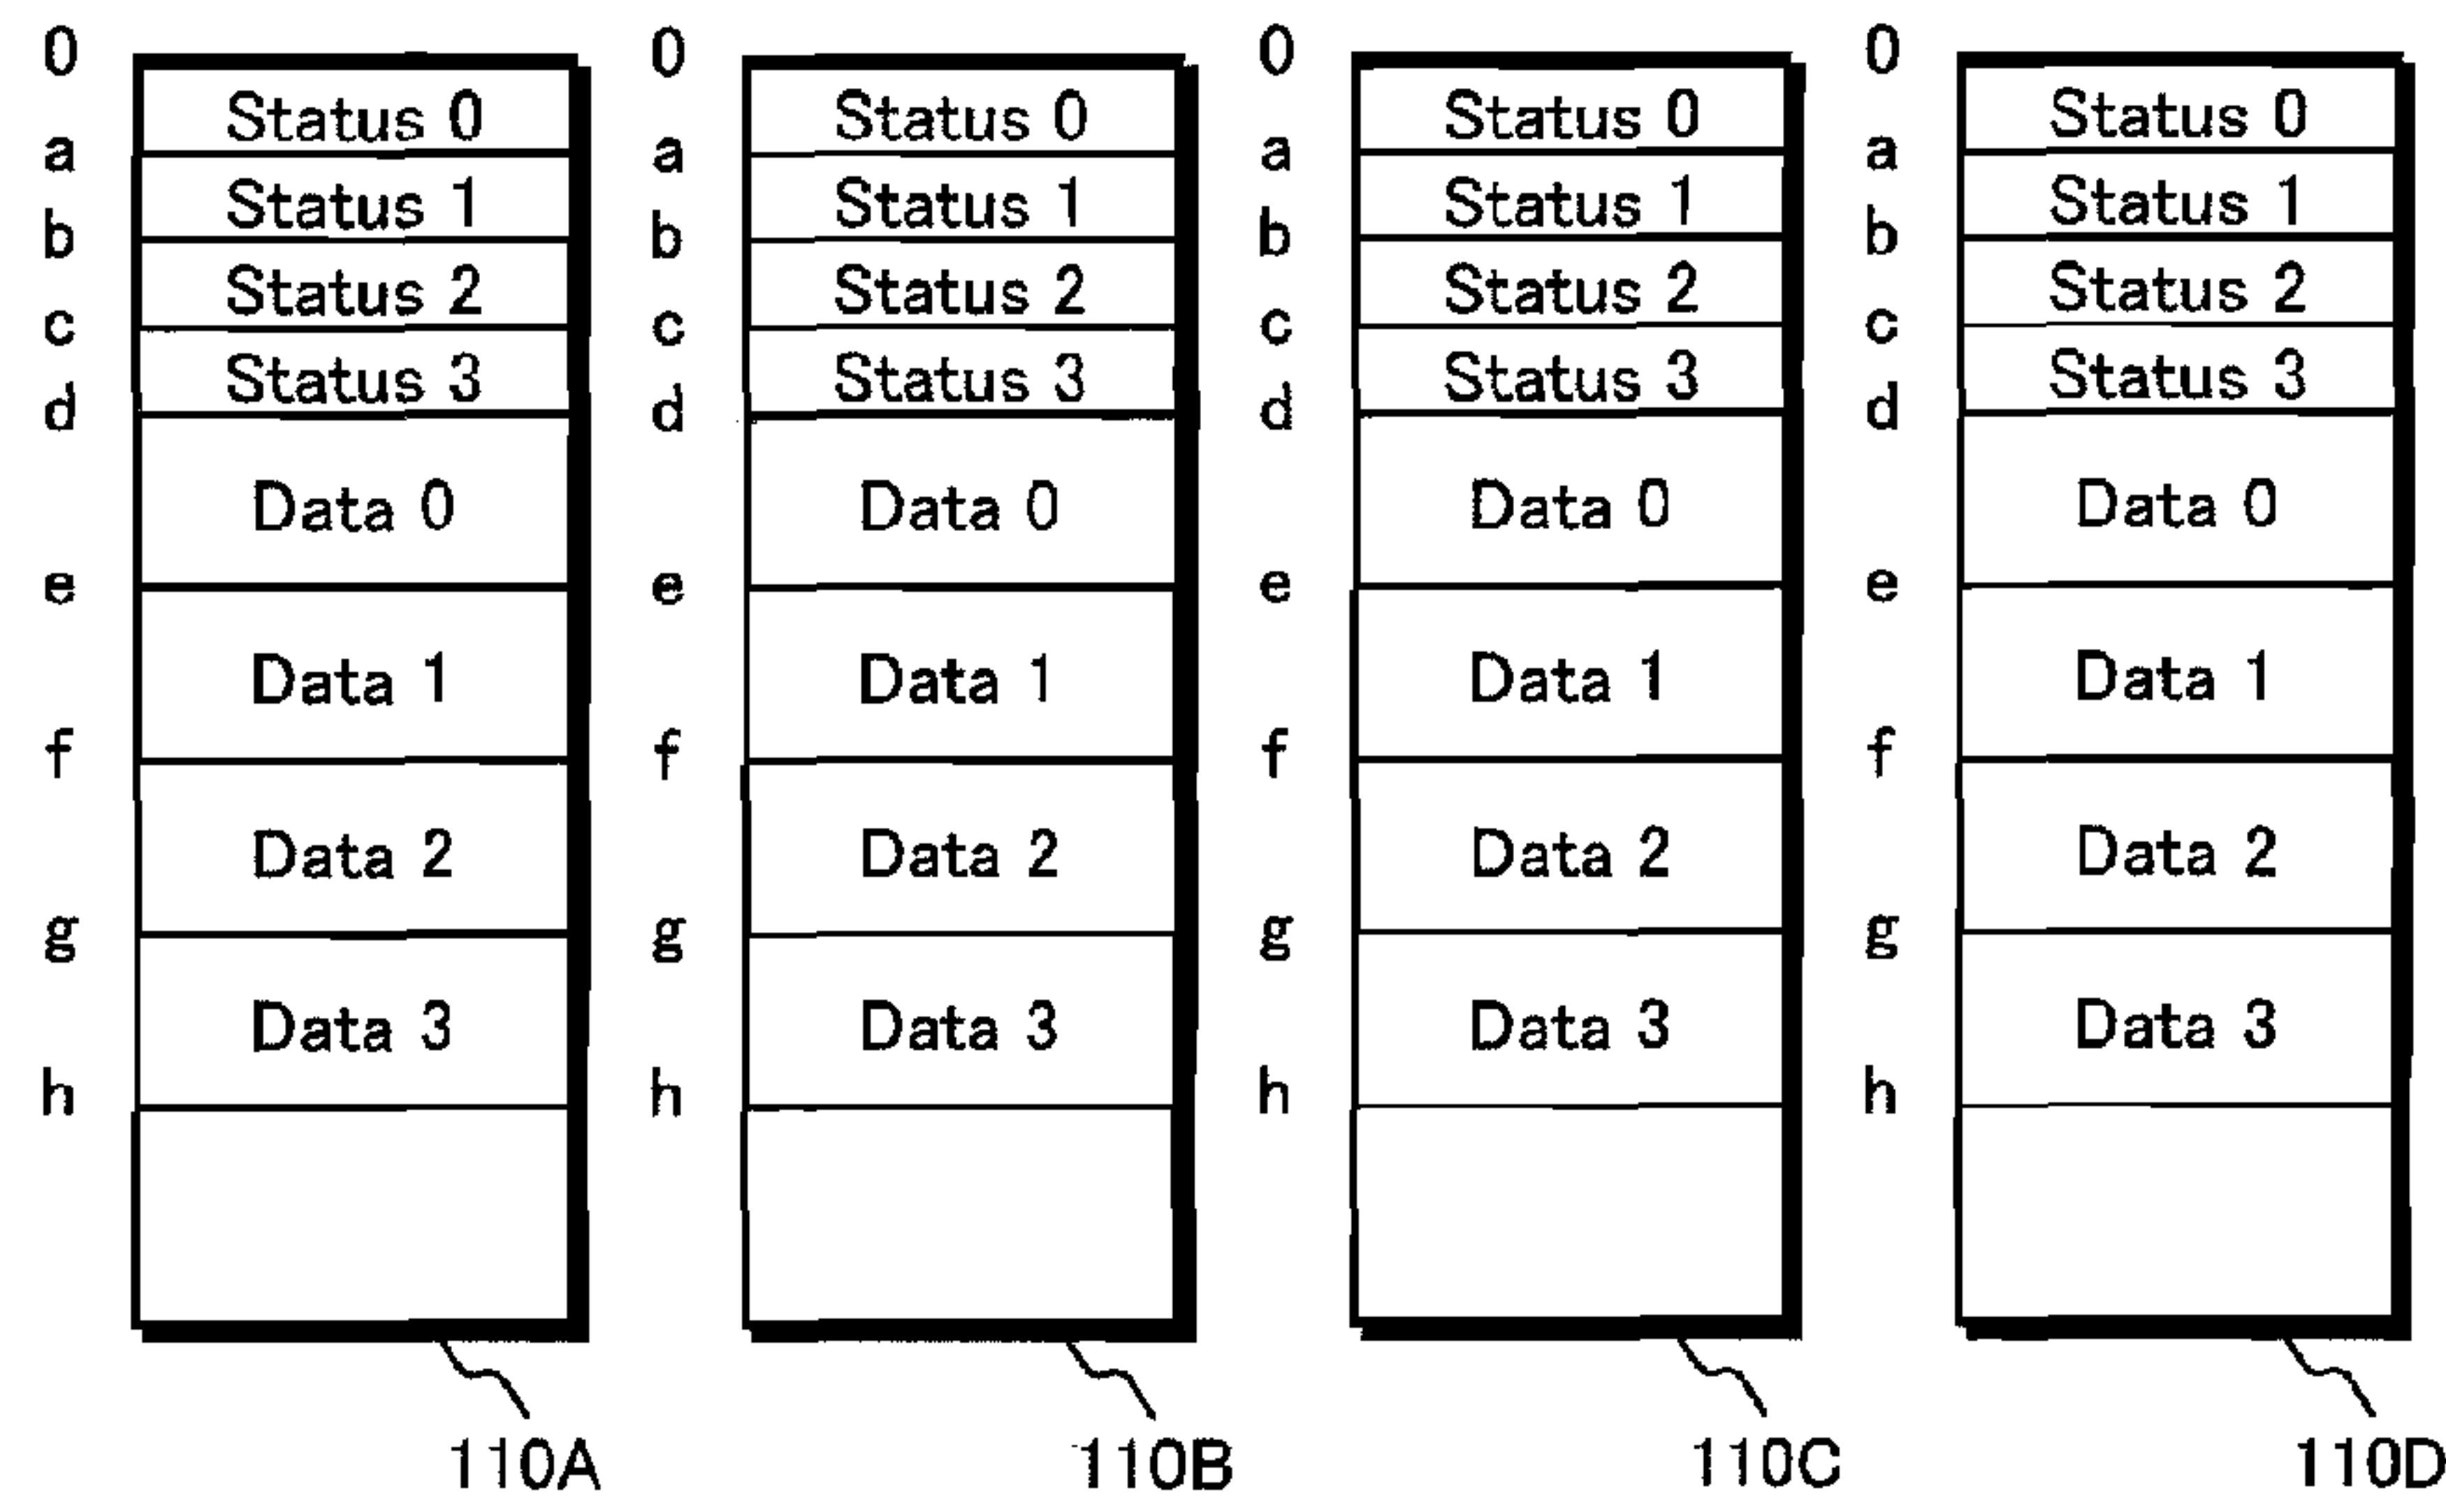 0 0 0 0
Status 0 Status 0 Status 0 Status 0
a a a a
Status 1 Status 1 Status 1 Status 1
b b b b
Status 2 Status 2 Status 2 Status 2
c c c c
Status 3 Status 3 Status 3 Status 3
d d d d
Data 0 Data 0 Data 0 Data 0
e e e e
Data 1 Data 1 Data 1 Data 1
f f f f
Data 2 Data 2 Data 2 Data 2
g g g g
Data 3 Data 3 Data 3 Data 3
h h h h
110A 110B 110C 110D